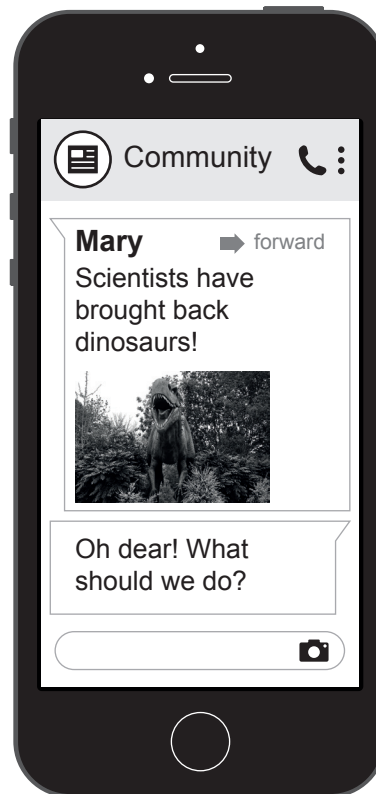 Community
Mary
forward
Scientists have
brought back
dinosaurs!
Oh dear! What
should we do?